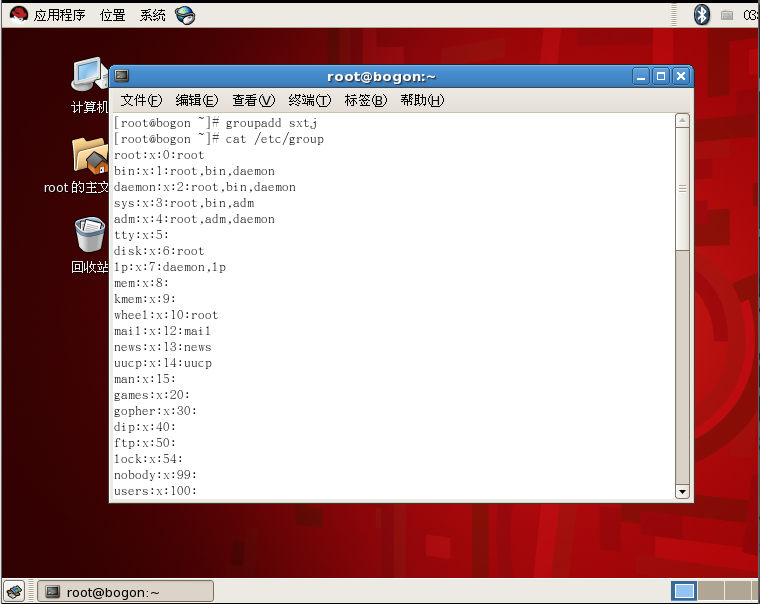 应用程序 位置 系统
03
root@bogon:~
计算机
文件(F) 编辑(E) 查看(V) 终端(T) 标签(B) 帮助(H)
[root@bogon ~]# groupadd sxtj
[root@bogon ~]# cat /etc/group
root:x:0:root
bin:x:1:root,bin,daemon
daemon:x:2:root,bin,daemon
root 的主文
sys:x:3:root,bin,adm
adm:x:4:root,adm,daemon
tty:x:5:
disk:x:6:root
回收站
lp:x:7:daemon,lp
mem:x:8:
kmem:x:9:
wheel:x:10:root
mail:x:12:mail
news:x:13:news
uucp:x:14:uucp
man:x:15:
games:x:20:
gopher:x:30:
dip:x:40:
ftp:x:50:
lock:x:54:
nobody:x:99:
users:x:100:
root@bogon:~